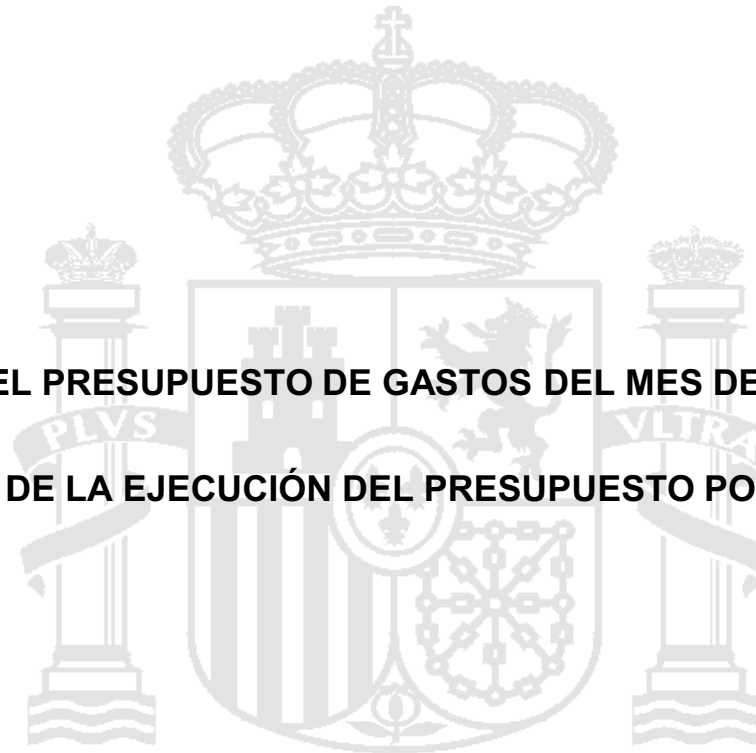 EL PRESUPUESTO DE GASTOS DEL MES DE
DE LA EJECUCIÓN DEL PRESUPUESTO PO
PLVS
VLTRA